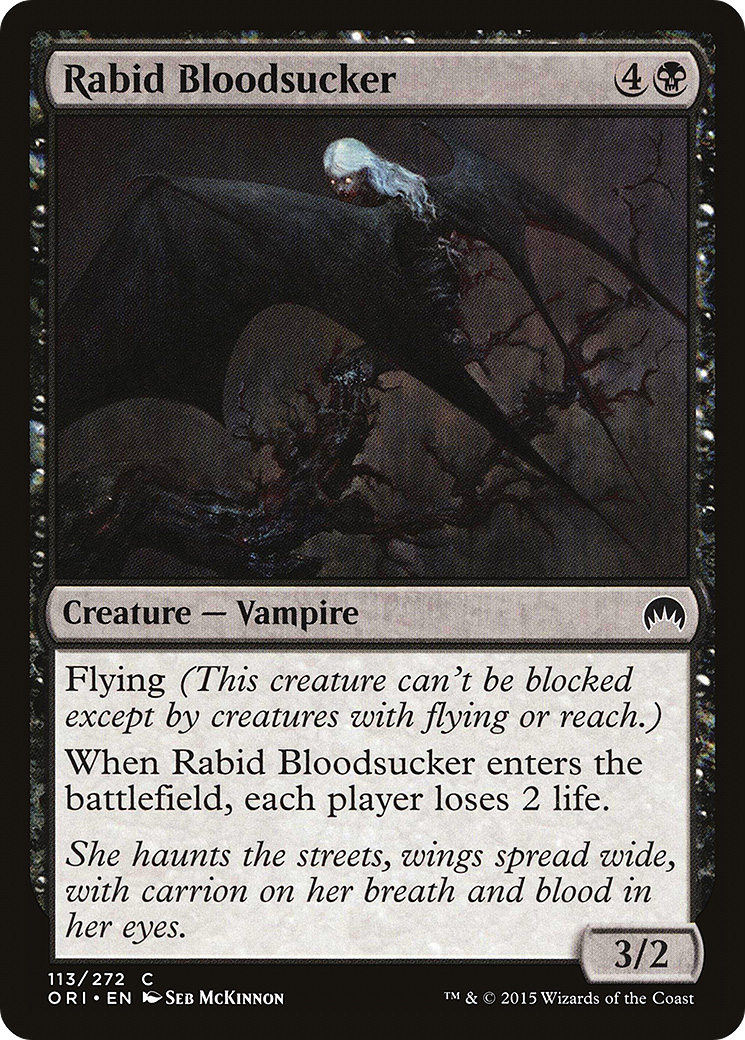 Rabid Bloodsucker 4
Creature — Vampire
Flying (This creature can't be blocked
except by creatures with flying or reach.)
When Rabid Bloodsucker enters the
battlefield, each player loses 2 life.
She haunts the streets, wings spread wide,
with carrion on her breath and blood in
her eyes.
3/2
113/272 C
ORI • EN Seb McKinnon
™ & © 2015 Wizards of the Coast